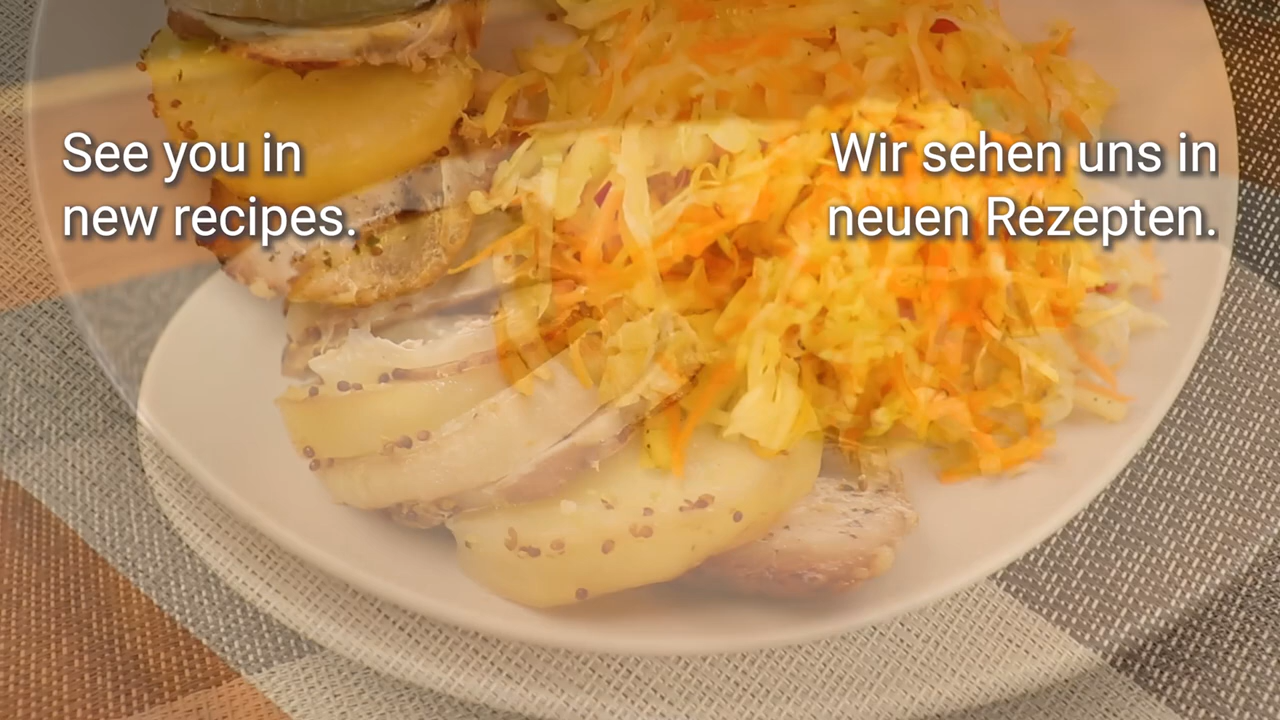 See you in
new recipes.
Wir sehen uns in
neuen Rezepten.